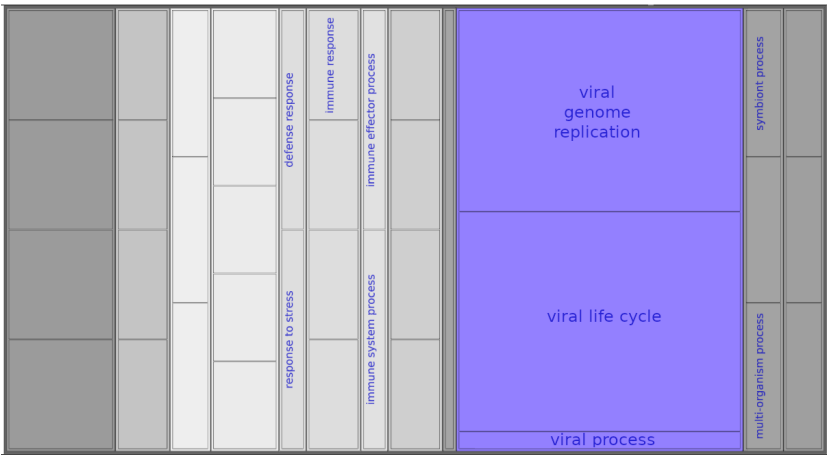 defense response
response to stress
immune response
immune effector process
immune system process
viral
genome
replication
viral life cycle
viral process
symbiont process
multi-organism process